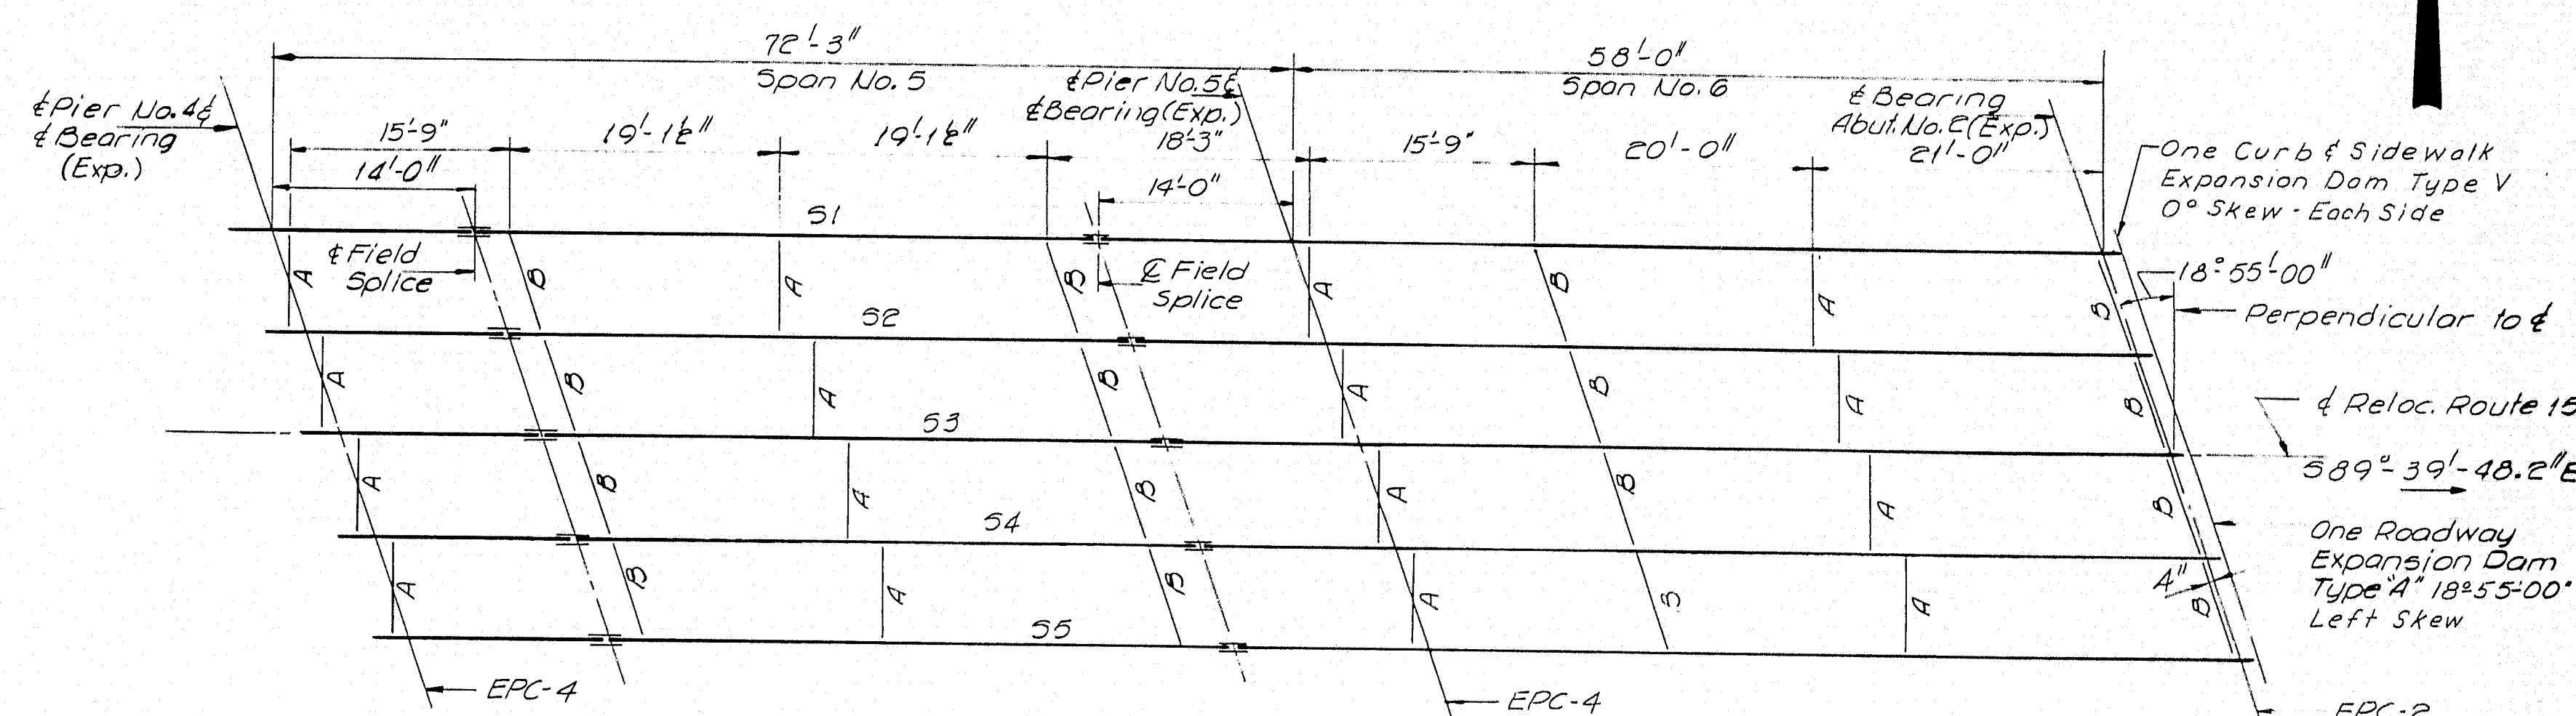 72'-3"
Span No. 5
58'-0"
Span No. 6
℄ Pier No. 4 &
℄ Bearing
(Exp.)
℄ Pier No. 5 &
℄ Bearing (Exp.)
℄ Bearing
Abut. No. 2 (Exp.)
15'-9"
19'-1½"
19'-1½"
18'-3"
15'-9"
20'-0"
21'-0"
14'-0"
14'-0"
One Curb & Sidewalk
Expansion Dam Type V
0° Skew - Each Side
S1
℄ Field
Splice
℄ Field
Splice
A B A B A B A B
18°-55'-00"
Perpendicular to ℄
S2
A B A B A B A B
℄ Reloc. Route 15
S3
S89°-39'-48.2"E
A B A B A B A B
S4
One Roadway
Expansion Dam
Type "A" 18°-55'-00"
Left Skew
4"
A B A B A B A B
S5
EPC-4
EPC-4
EPC-2